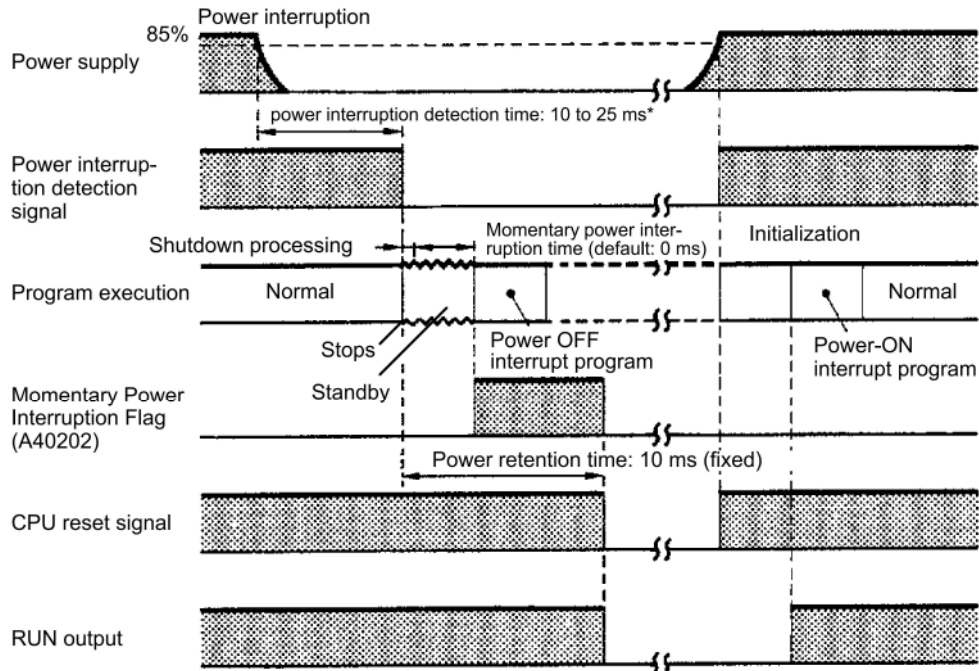 Power interruption
85%
Power supply
power interruption detection time: 10 to 25 ms*
Power interrup-
tion detection
signal
Shutdown processing
Momentary power inter-
ruption time (default: 0 ms)
Initialization
Program execution
Normal
Normal
Stops
Standby
Power OFF
interrupt program
Power-ON
interrupt program
Momentary Power
Interruption Flag
(A40202)
Power retention time: 10 ms (fixed)
CPU reset signal
RUN output